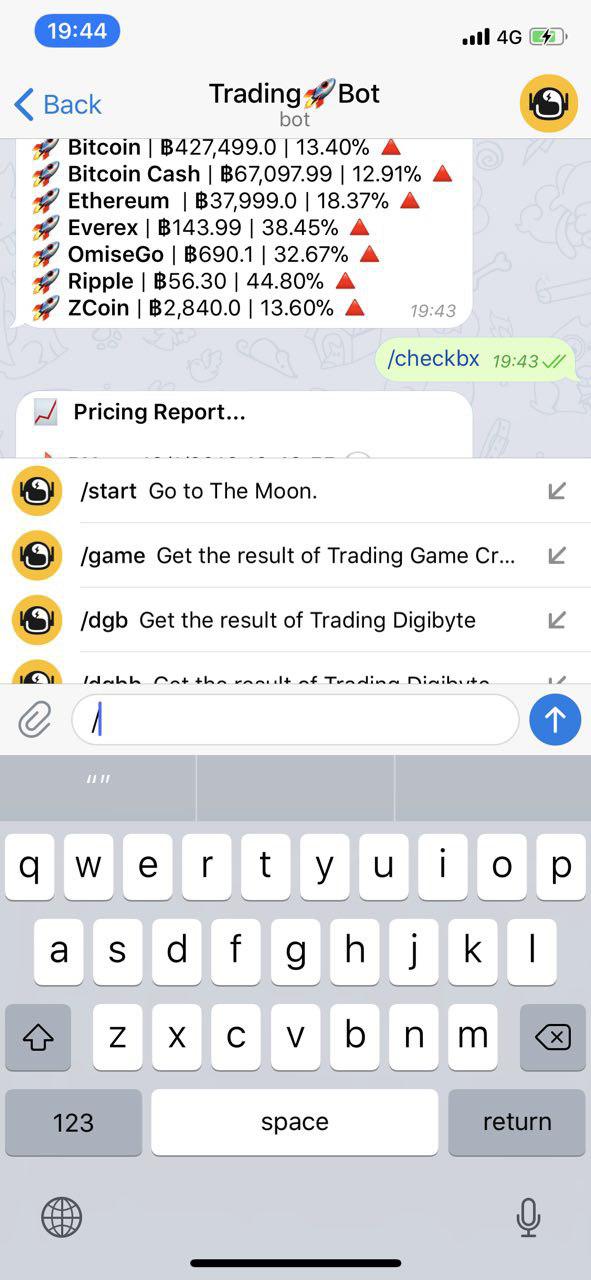 19:44
4G
Back
Trading🚀Bot
bot
🚀 Bitcoin | ฿427,499.0 | 13.40% 🔺
🚀 Bitcoin Cash | ฿67,097.99 | 12.91% 🔺
🚀 Ethereum | ฿37,999.0 | 18.37% 🔺
🚀 Everex | ฿143.99 | 38.45% 🔺
🚀 OmiseGo | ฿690.1 | 32.67% 🔺
🚀 Ripple | ฿56.30 | 44.80% 🔺
🚀 ZCoin | ฿2,840.0 | 13.60% 🔺
19:43
/checkbx 19:43
📈 Pricing Report...
/start Go to The Moon.
/game Get the result of Trading Game Cr...
/dgb Get the result of Trading Digibyte
Get the result of Trading Digibyte
/
“”
q w e r t y u i o p
a s d f g h j k l
z x c v b n m
123 space return